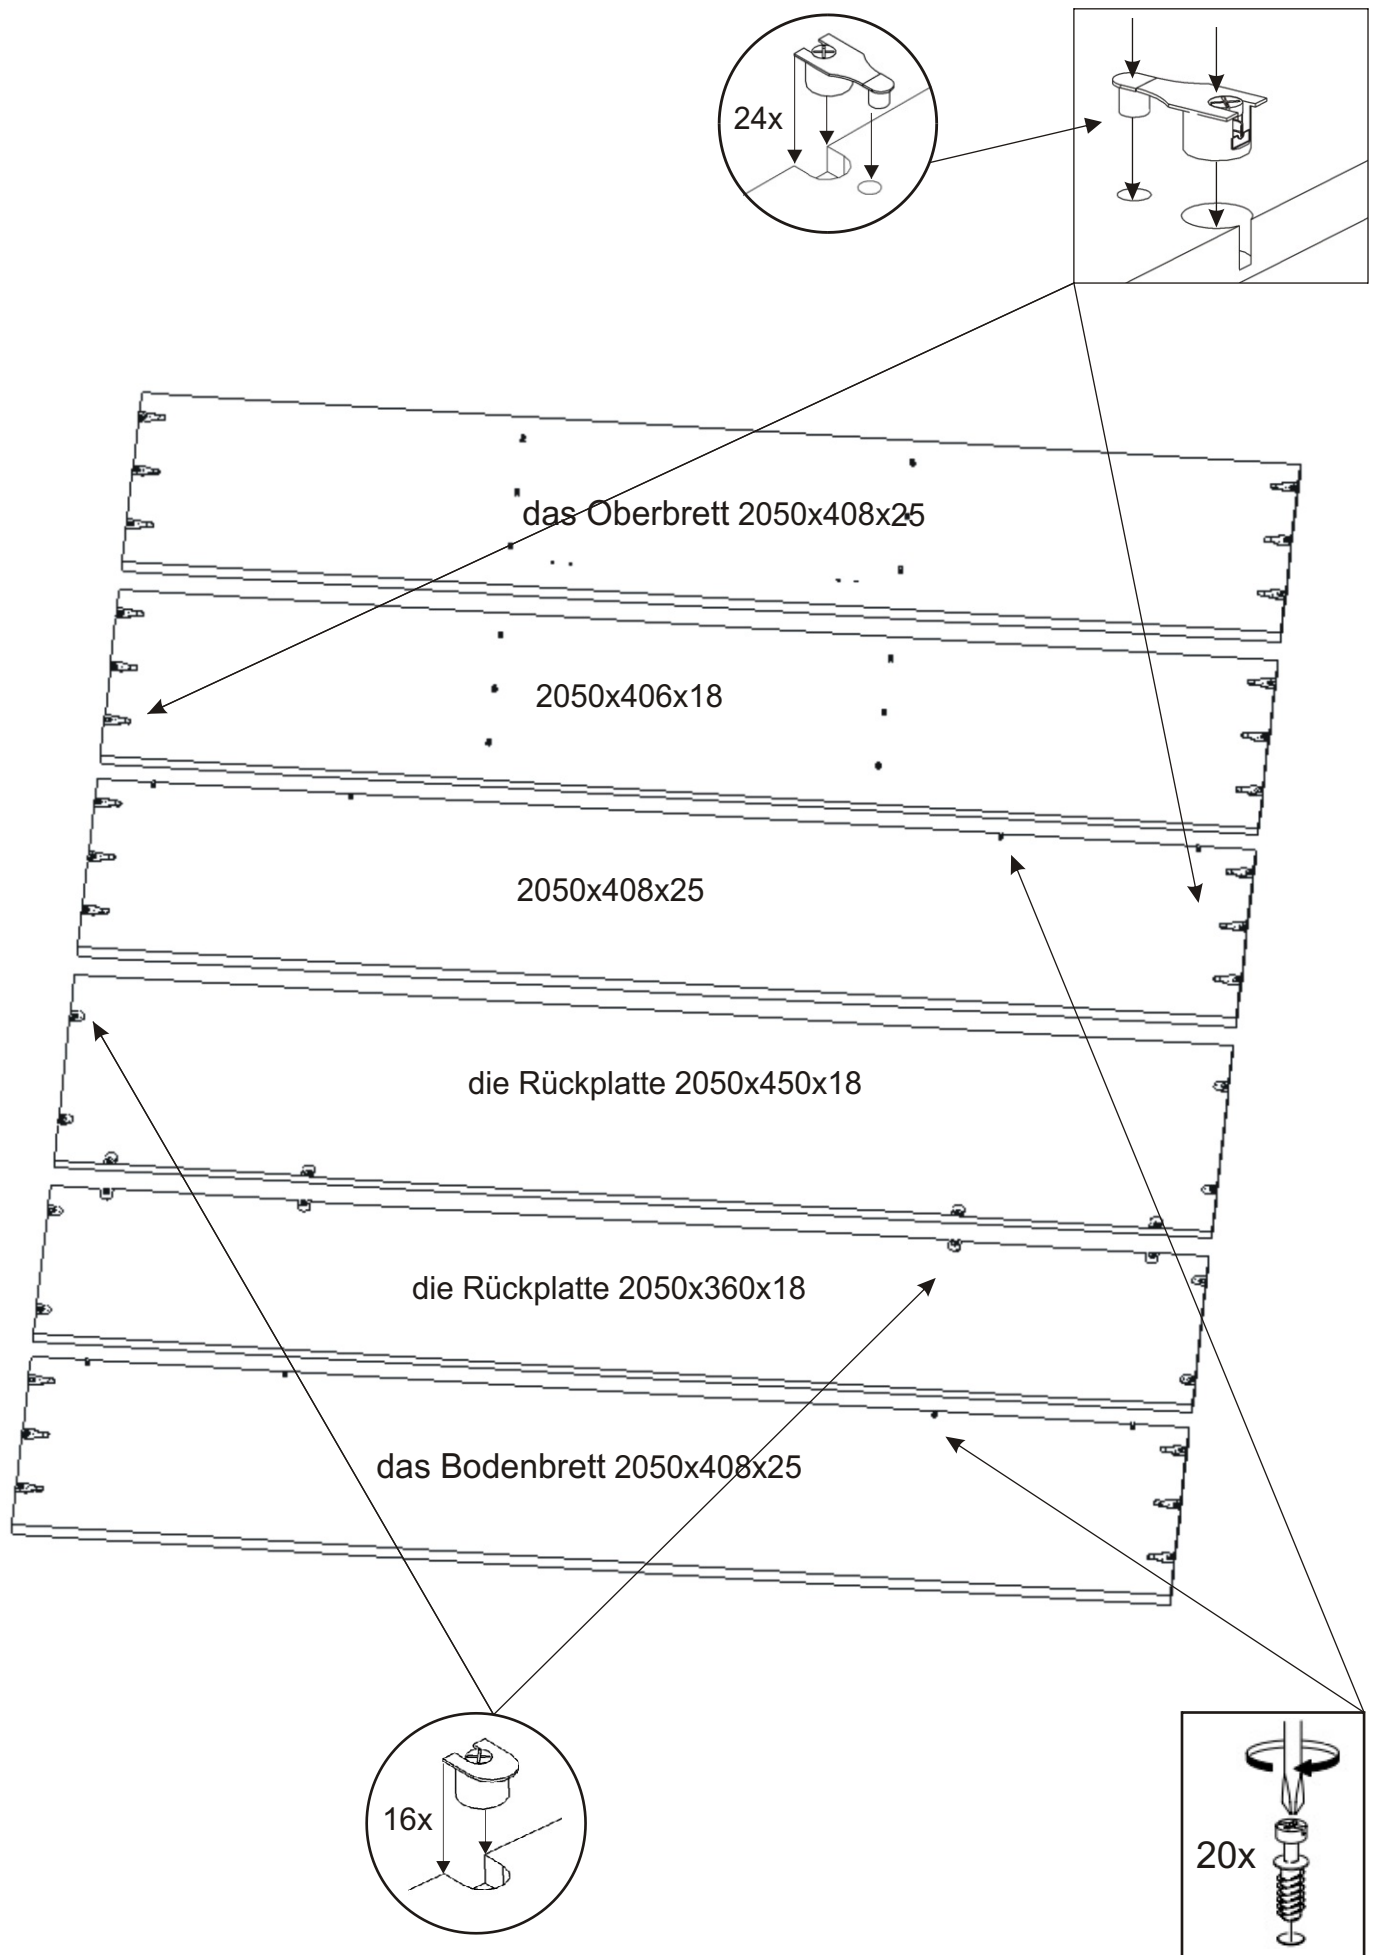 24x
das Oberbrett 2050x408x25
2050x406x18
2050x408x25
die Rückplatte 2050x450x18
die Rückplatte 2050x360x18
das Bodenbrett 2050x408x25
16x
20x